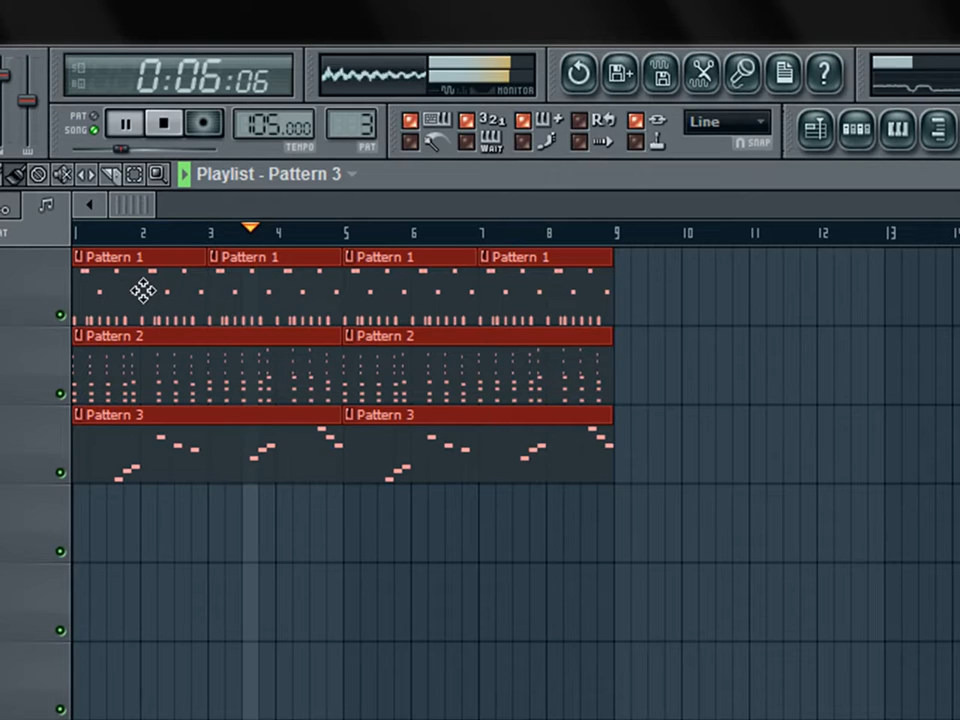 0:06:06
MONITOR
?
PAT
SONG
105.000
TEMPO
3
PAT
321
WAIT
Line
SNAP
Playlist - Pattern 3
1 2 3 4 5 6 7 8 9 10 11 12 13 14
Pattern 1 Pattern 1 Pattern 1 Pattern 1
Pattern 2 Pattern 2
Pattern 3 Pattern 3